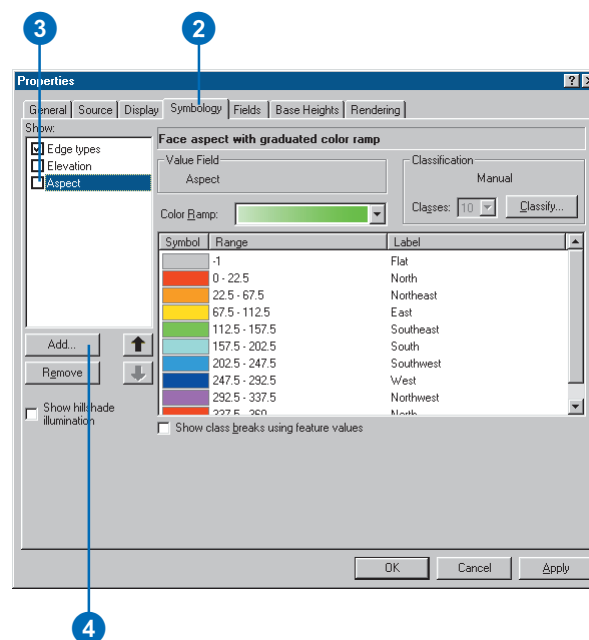 3 2
Properties
General Source Display Symbology Fields Base Heights Rendering
Show:
Edge types
Elevation
Aspect
Face aspect with graduated color ramp
Value Field
Aspect
Classification
Manual
Color Ramp:
Classes: 10 Classify...
Symbol Range Label
-1 Flat
0 - 22.5 North
22.5 - 67.5 Northeast
67.5 - 112.5 East
112.5 - 157.5 Southeast
157.5 - 202.5 South
202.5 - 247.5 Southwest
247.5 - 292.5 West
292.5 - 337.5 Northwest
337.5 - 360 North
Add...
Remove
Show hillshade
illumination
Show class breaks using feature values
OK Cancel Apply
4